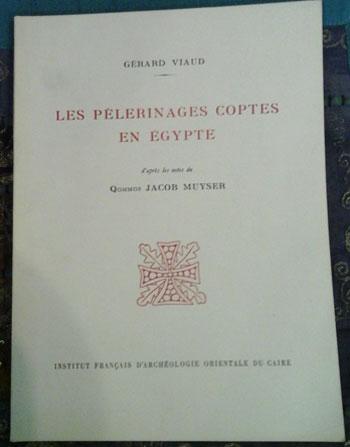 GÉRARD VIAUD
LES PÉLERINAGES COPTES
EN ÉGYPTE
d'après les notes du
QOMMOS JACOB MUYSER
INSTITUT FRANÇAIS D'ARCHÉOLOGIE ORIENTALE DU CAIRE